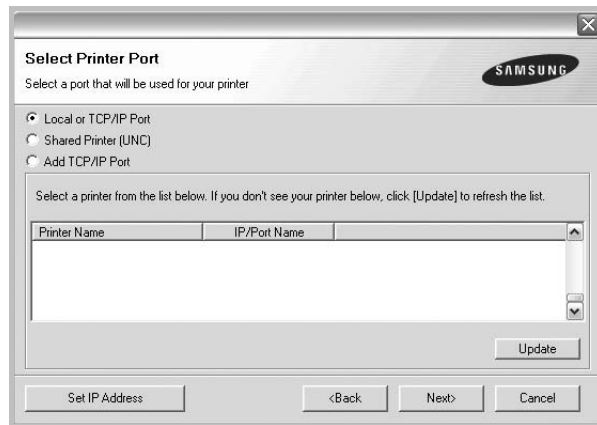 Select Printer Port
Select a port that will be used for your printer
SAMSUNG
Local or TCP/IP Port
Shared Printer (UNC)
Add TCP/IP Port
Select a printer from the list below. If you don't see your printer below, click [Update] to refresh the list.
Printer Name IP/Port Name
Update
Set IP Address <Back Next> Cancel